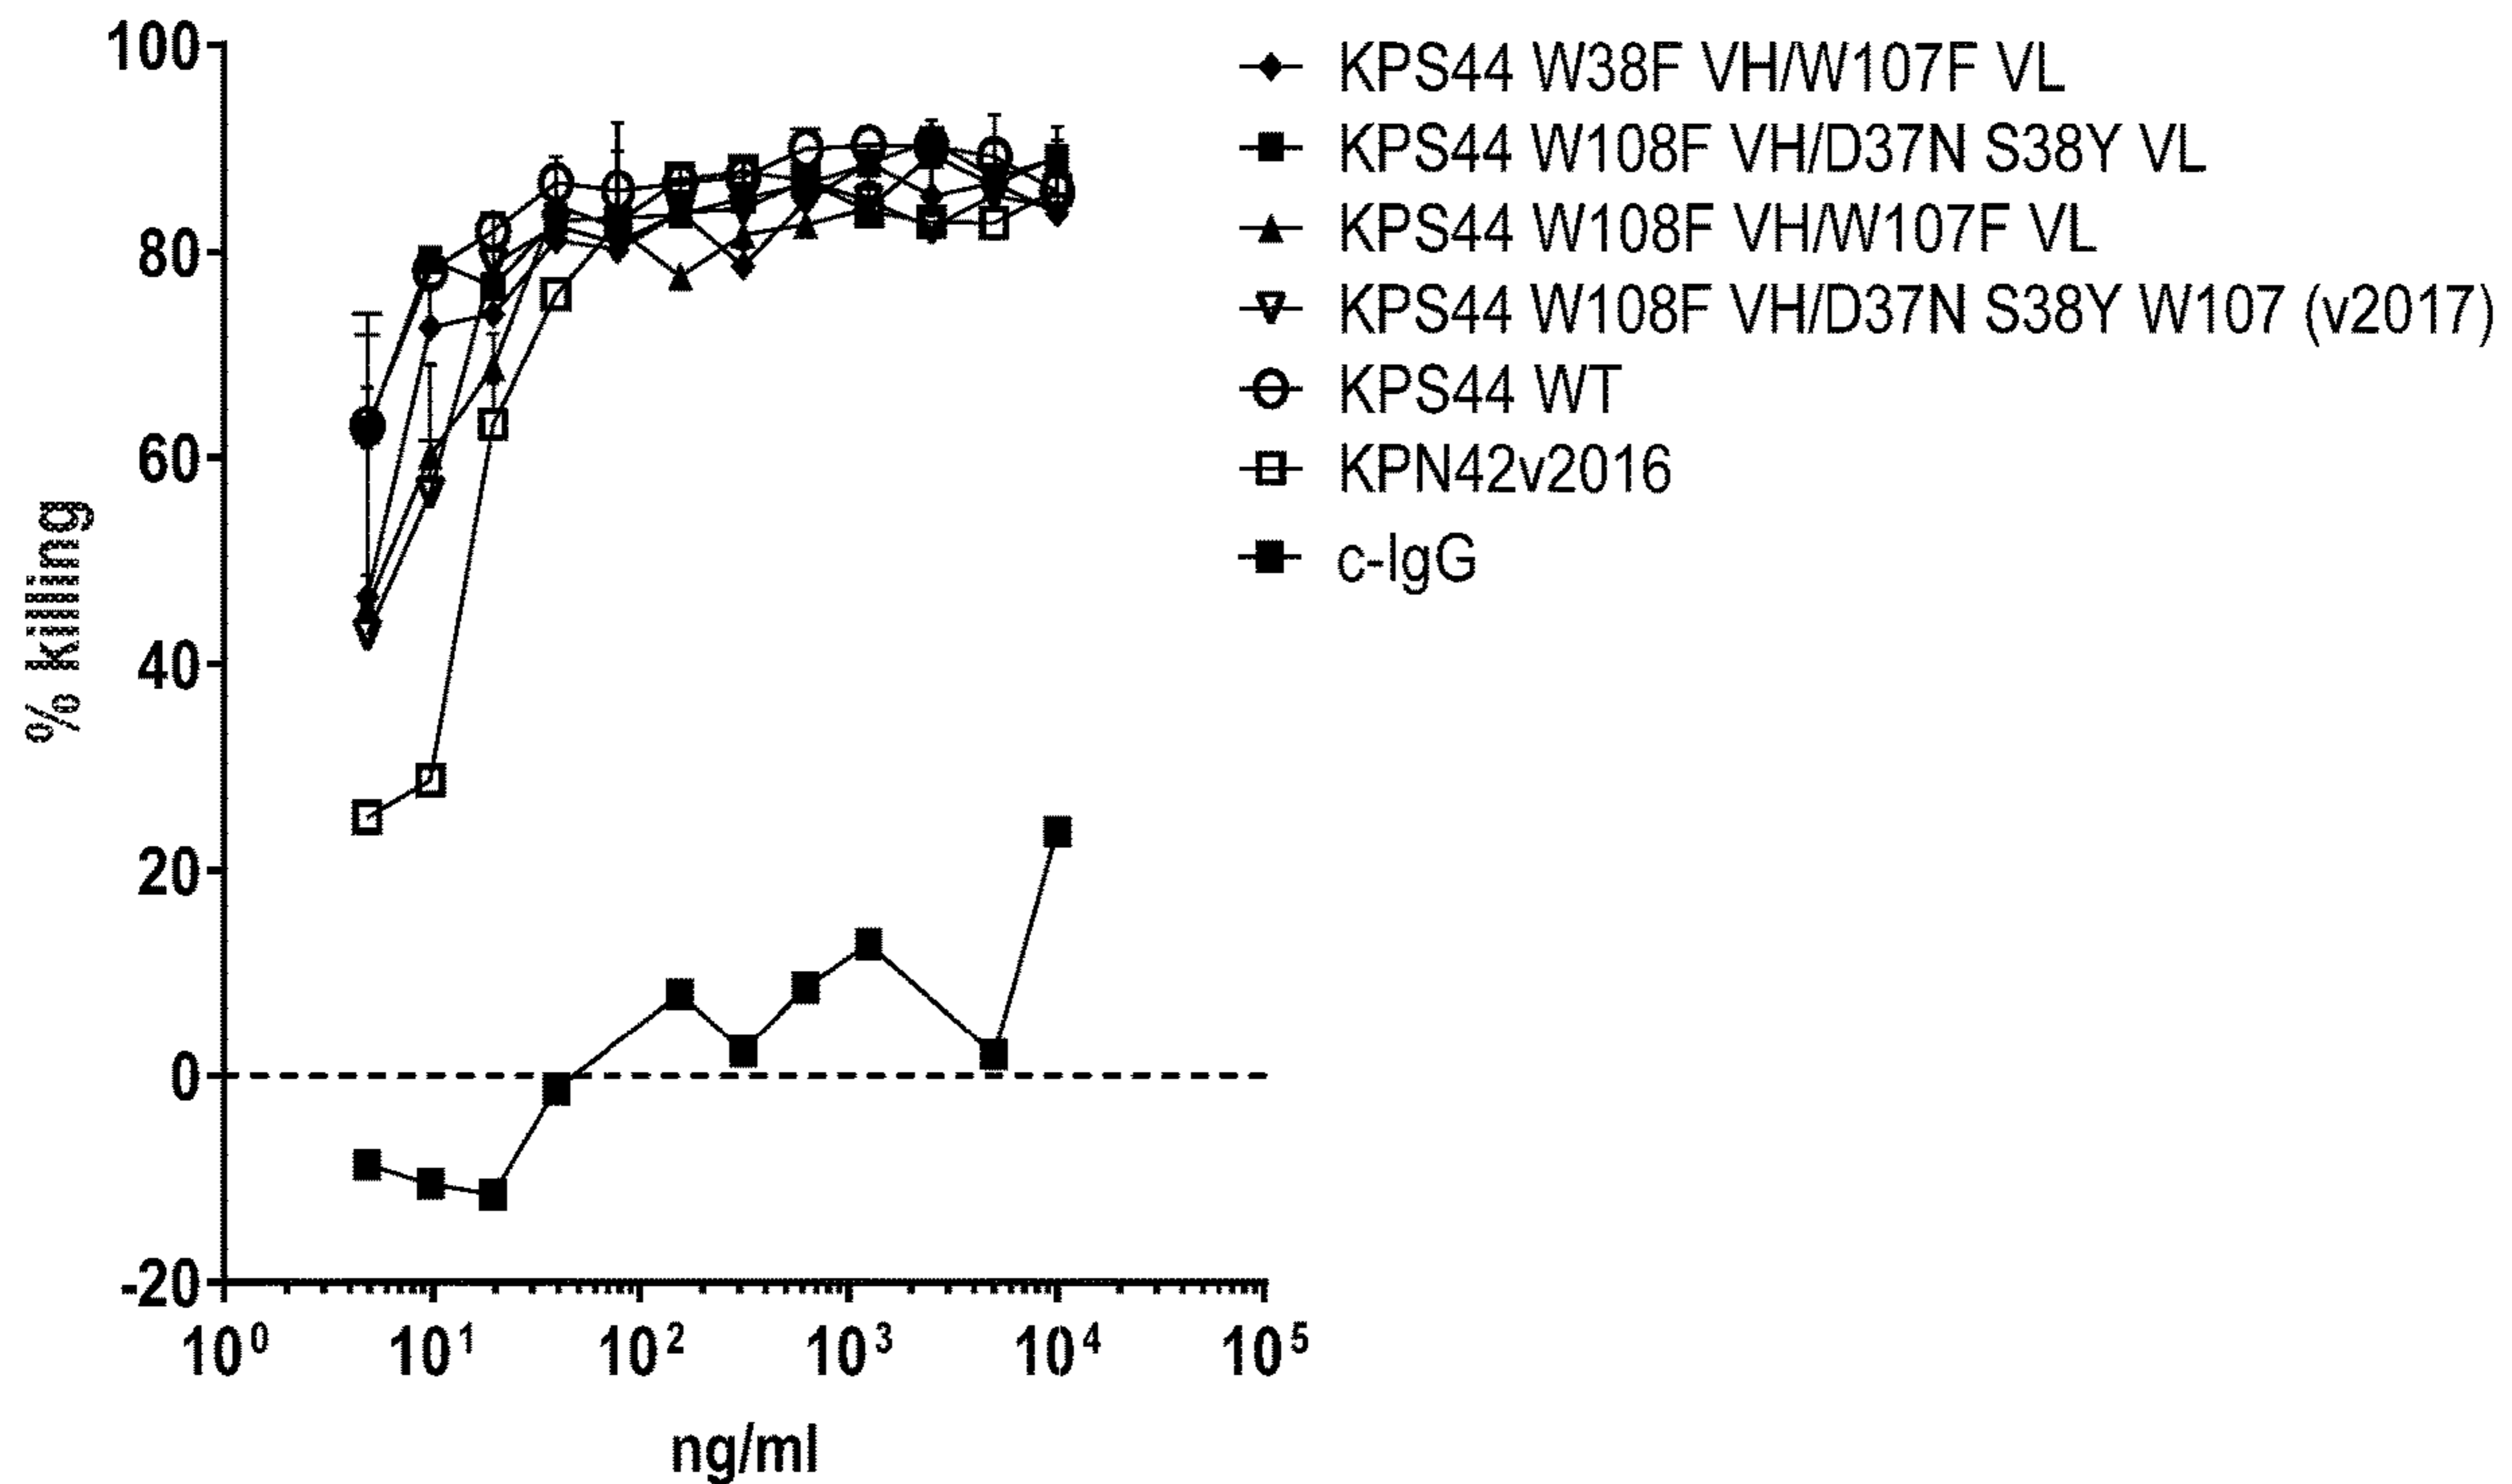 100
80
60
40
20
0
-20
% killing
10⁰ 10¹ 10² 10³ 10⁴ 10⁵
ng/ml
KPS44 W38F VH/W107F VL
KPS44 W108F VH/D37N S38Y VL
KPS44 W108F VH/W107F VL
KPS44 W108F VH/D37N S38Y W107 (v2017)
KPS44 WT
KPN42v2016
c-IgG